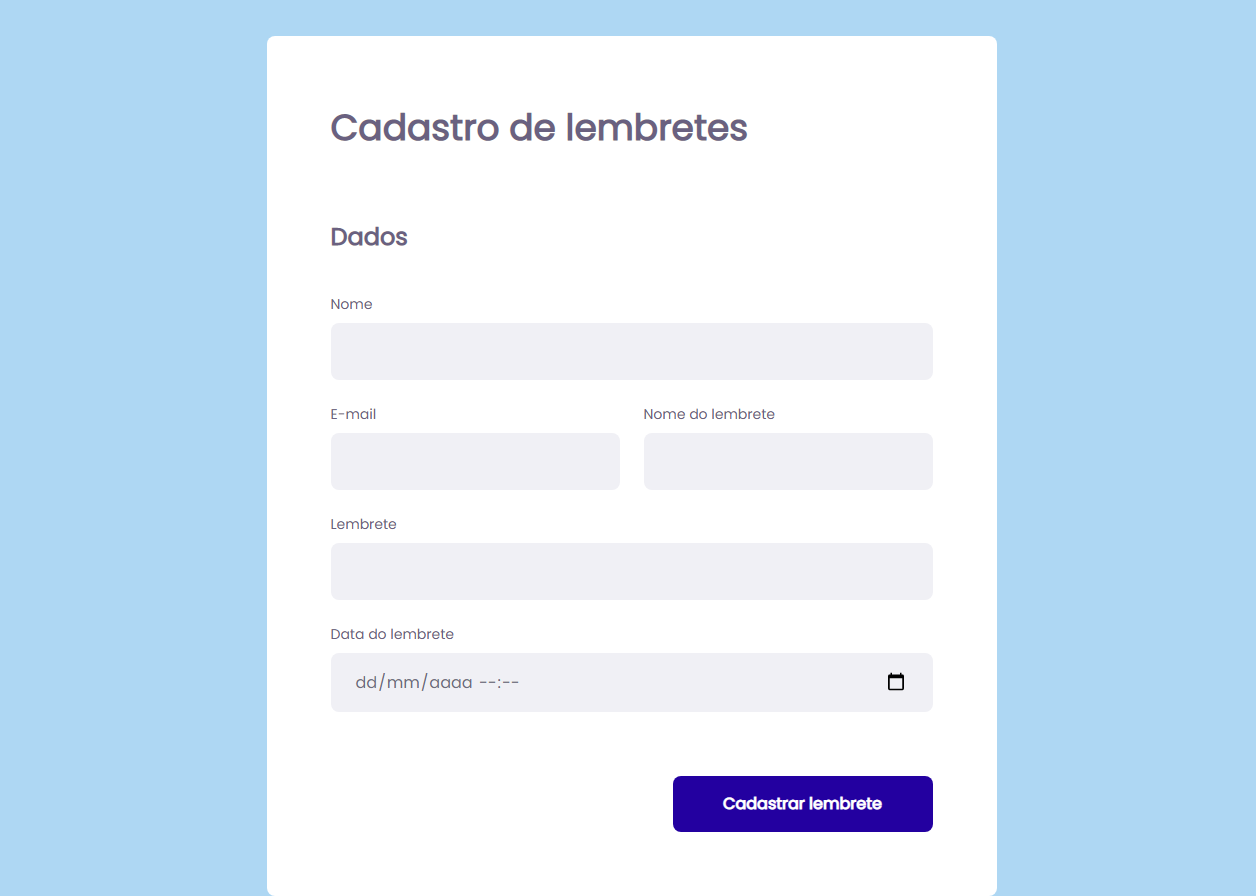 Cadastro de lembretes
Dados
Nome
E-mail
Nome do lembrete
Lembrete
Data do lembrete
dd/mm/aaaa --:--
Cadastrar lembrete